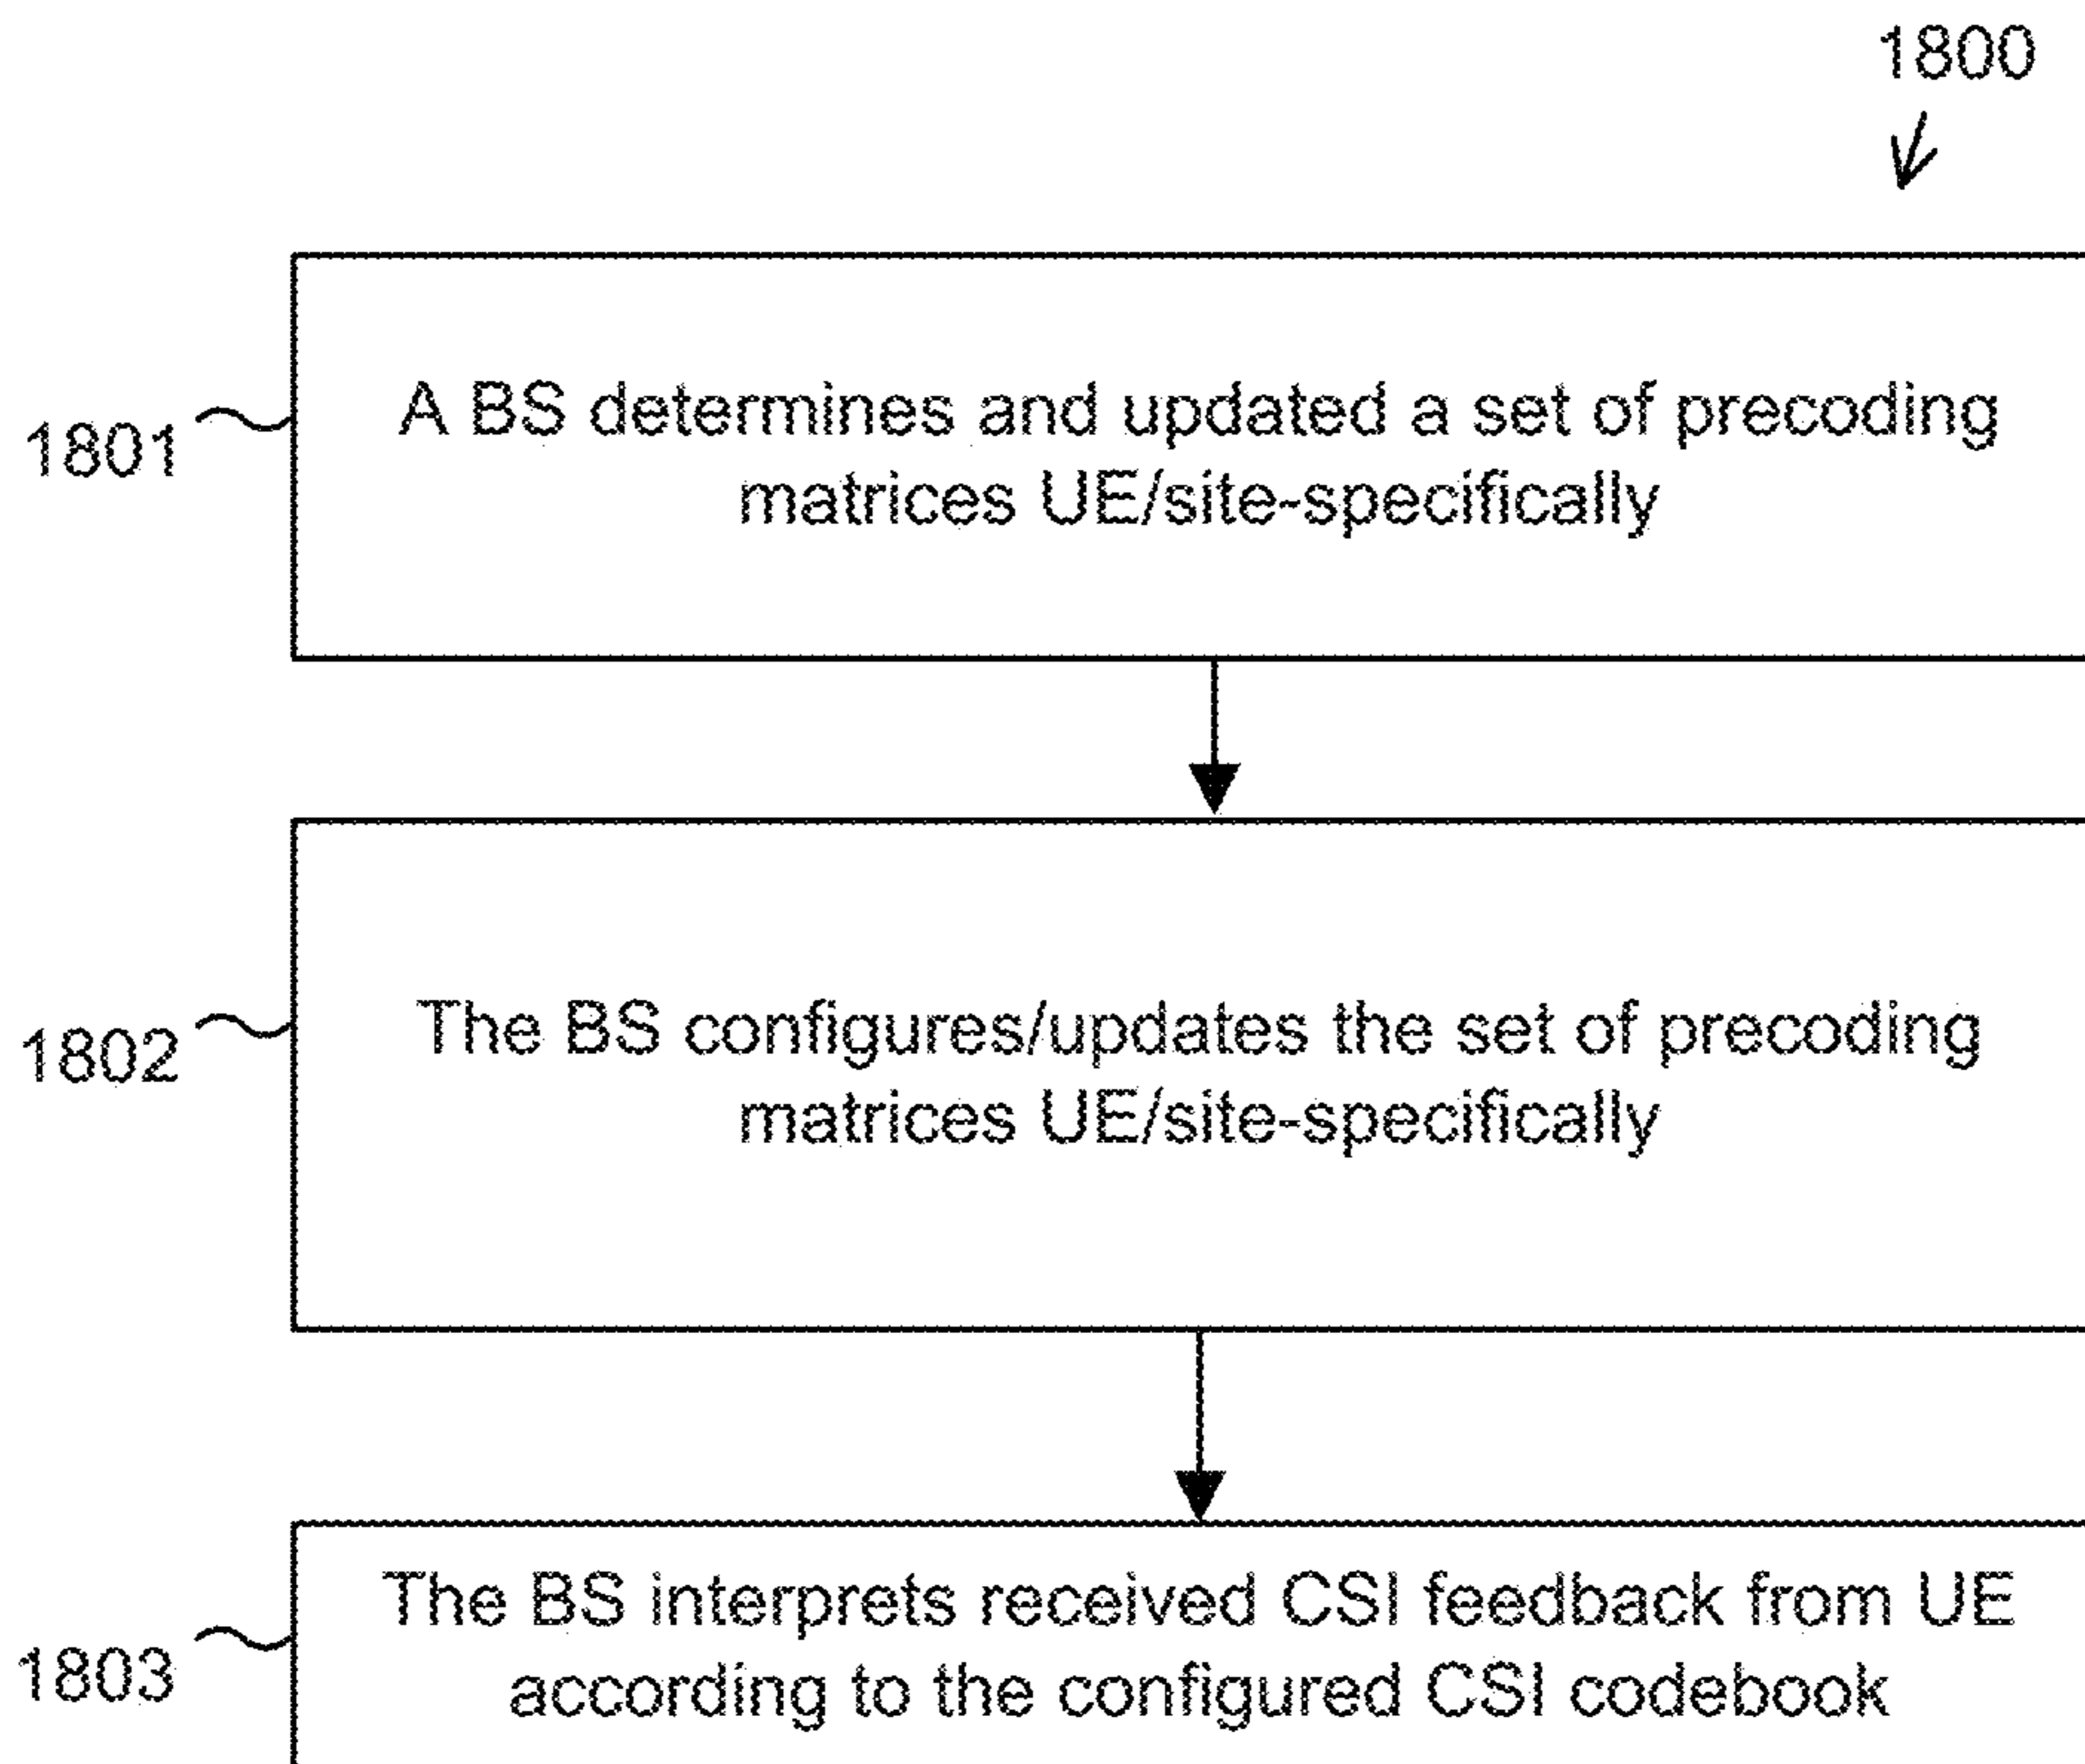 1800
1801
A BS determines and updated a set of precoding
matrices UE/site-specifically
1802
The BS configures/updates the set of precoding
matrices UE/site-specifically
1803
The BS interprets received CSI feedback from UE
according to the configured CSI codebook